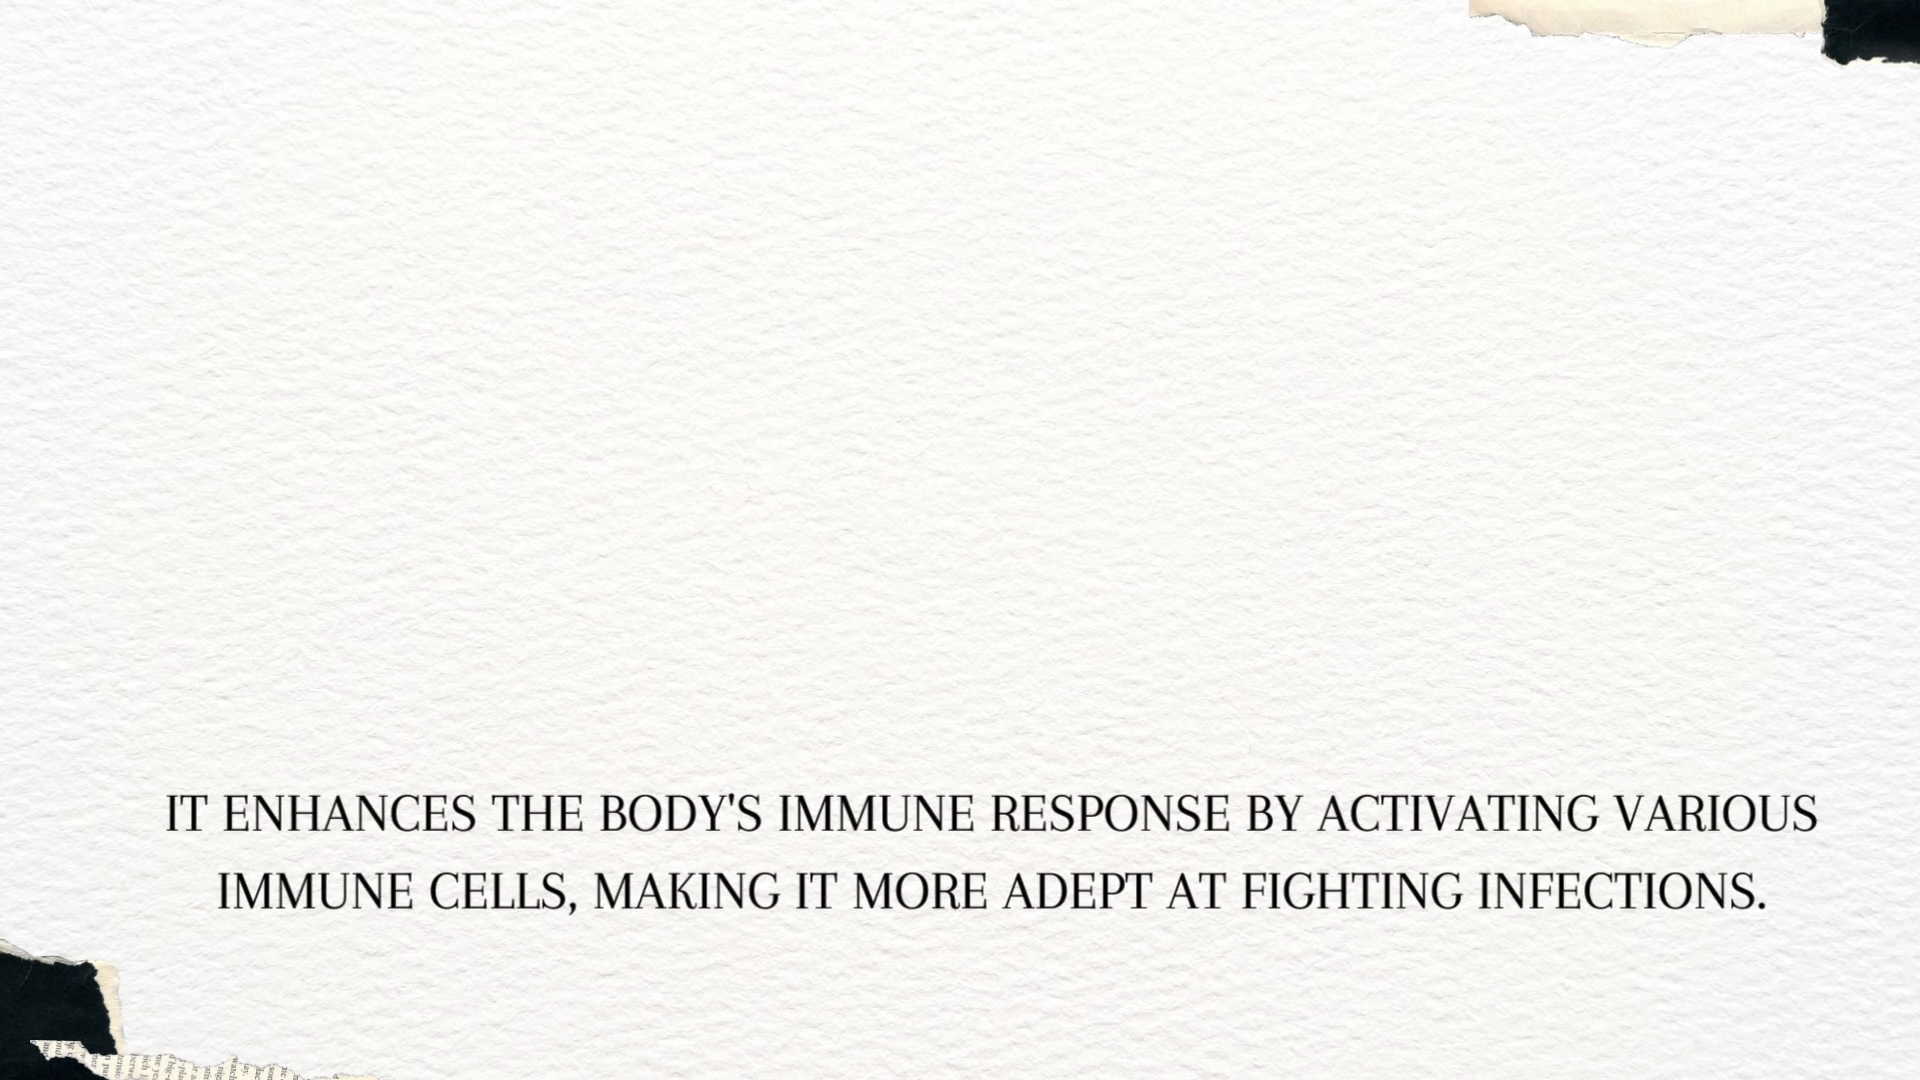 IT ENHANCES THE BODY'S IMMUNE RESPONSE BY ACTIVATING VARIOUS
IMMUNE CELLS, MAKING IT MORE ADEPT AT FIGHTING INFECTIONS.